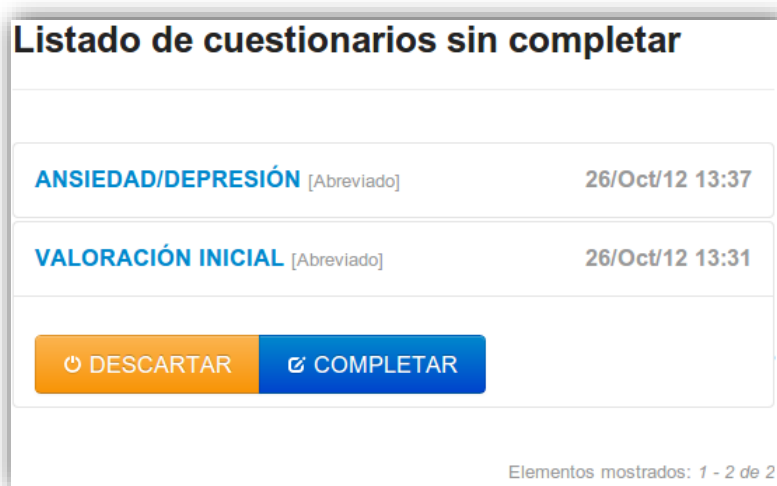 Listado de cuestionarios sin completar
ANSIEDAD/DEPRESIÓN [Abreviado] 26/Oct/12 13:37
VALORACIÓN INICIAL [Abreviado] 26/Oct/12 13:31
DESCARTAR COMPLETAR
Elementos mostrados: 1 - 2 de 2